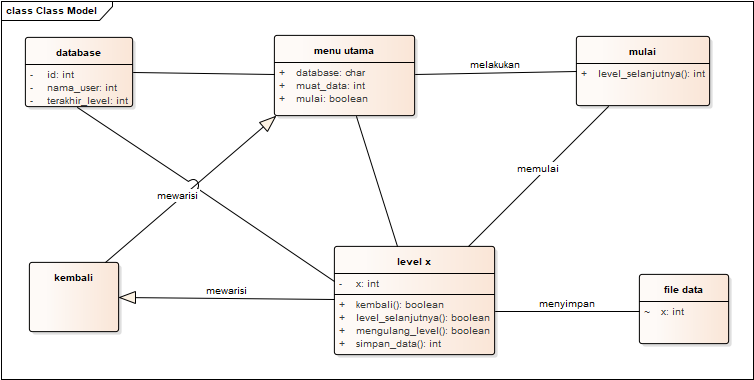 class Class Model
database
- id: int
- nama_user: int
- terakhir_level: int
menu utama
+ database: char
+ muat_data: int
+ mulai: boolean
melakukan
mulai
+ level_selanjutnya(): int
memulai
mewarisi
kembali
mewarisi
level x
- x: int
+ kembali(): boolean
+ level_selanjutnya(): boolean
+ mengulang_level(): boolean
+ simpan_data(): int
menyimpan
file data
~ x: int